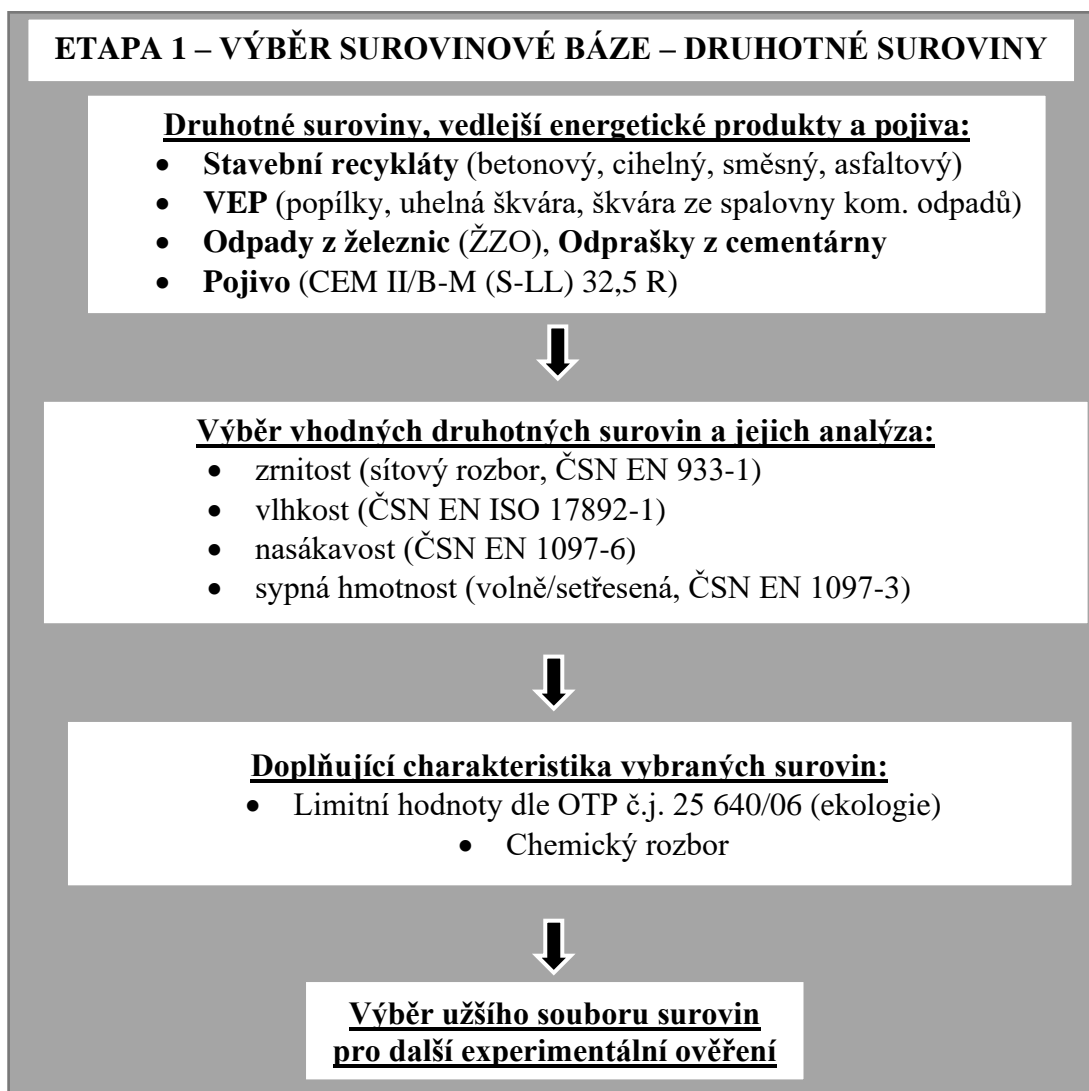 ETAPA 1 – VÝBĚR SUROVINOVÉ BÁZE – DRUHOTNÉ SUROVINY
Druhotné suroviny, vedlejší energetické produkty a pojiva:
• Stavební recykláty (betonový, cihelný, směsný, asfaltový)
• VEP (popílky, uhelná škvára, škvára ze spalovny kom. odpadů)
• Odpady z železnic (ŽZO), Odprašky z cementárny
• Pojivo (CEM II/B-M (S-LL) 32,5 R)
Výběr vhodných druhotných surovin a jejich analýza:
• zrnitost (sítový rozbor, ČSN EN 933-1)
• vlhkost (ČSN EN ISO 17892-1)
• nasákavost (ČSN EN 1097-6)
• sypná hmotnost (volně/setřesená, ČSN EN 1097-3)
Doplňující charakteristika vybraných surovin:
• Limitní hodnoty dle OTP č.j. 25 640/06 (ekologie)
• Chemický rozbor
Výběr užšího souboru surovin
pro další experimentální ověření